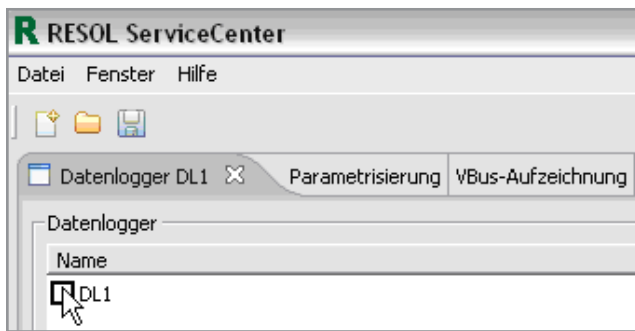 RESOL ServiceCenter
Datei Fenster Hilfe
Datenlogger DL1 Parametrisierung VBus-Aufzeichnung
Datenlogger
Name
DL1